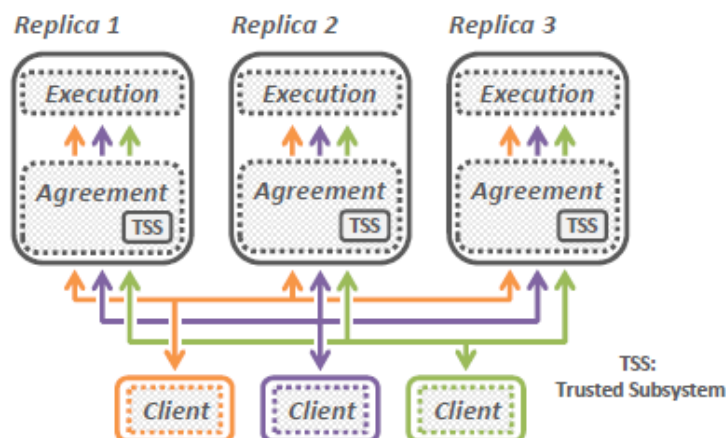 Replica 1 Replica 2 Replica 3
Execution Execution Execution
Agreement Agreement Agreement
TSS TSS TSS
TSS:
Trusted Subsystem
Client Client Client